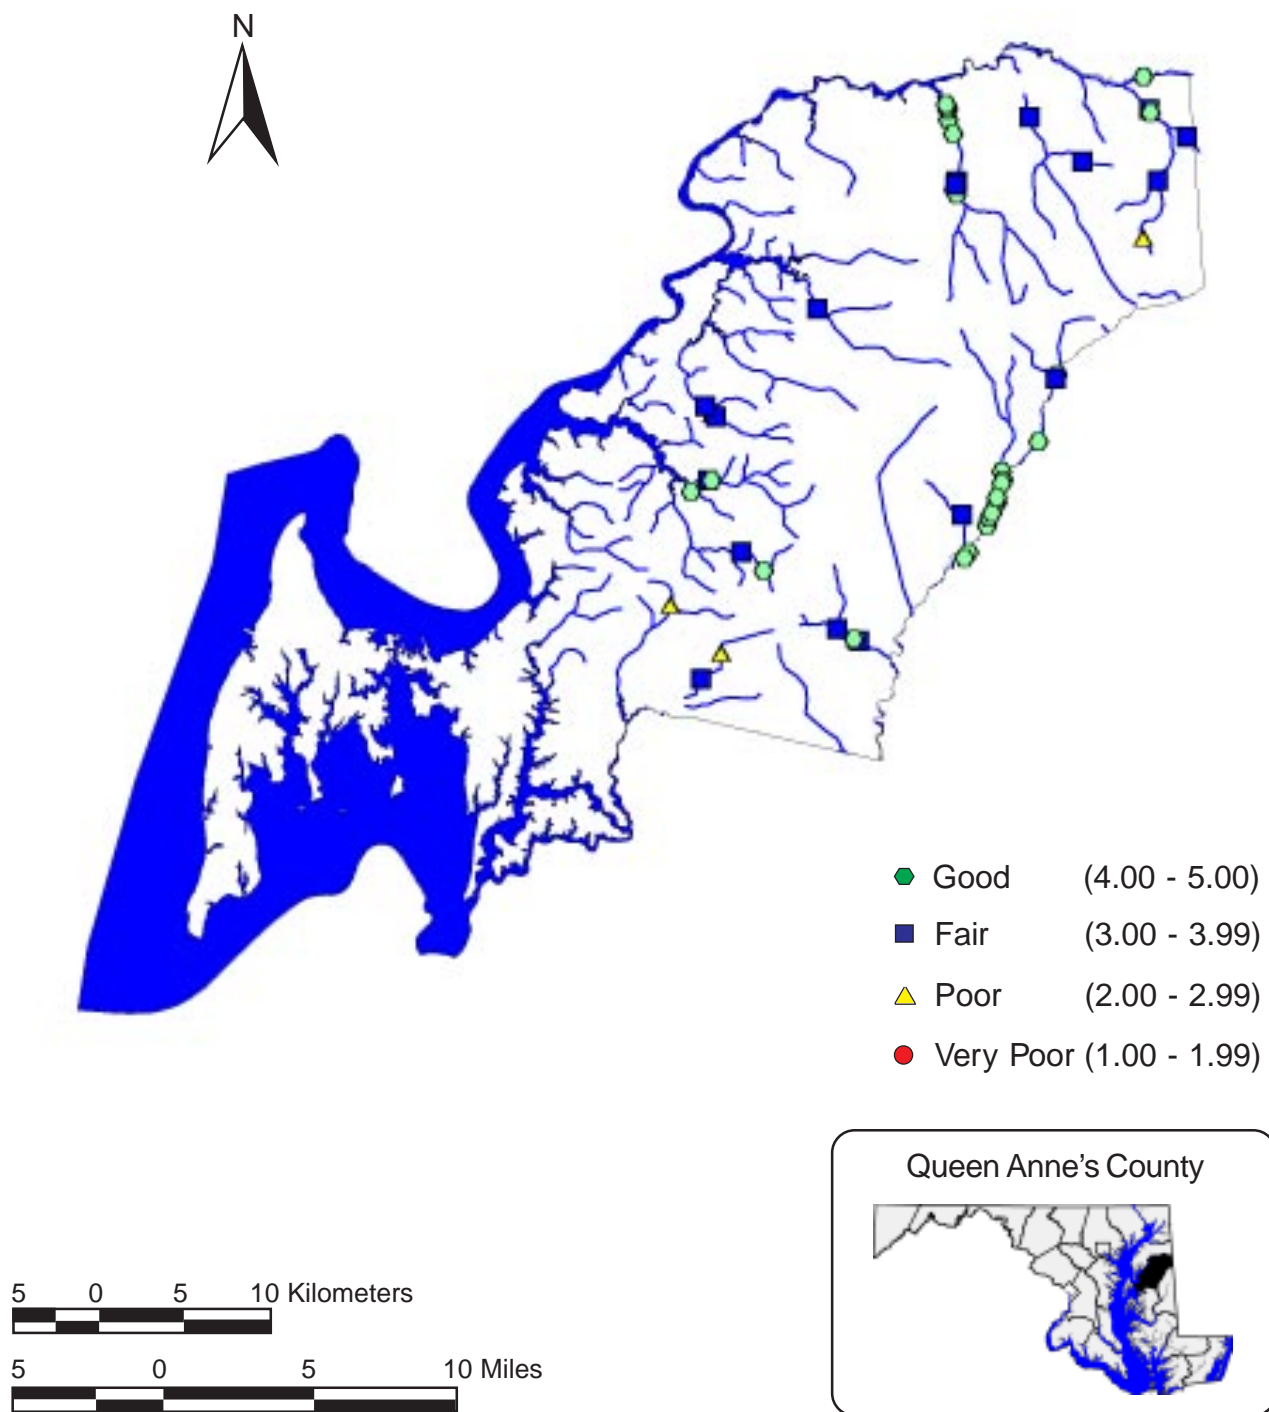 N
Good (4.00 - 5.00)
Fair (3.00 - 3.99)
Poor (2.00 - 2.99)
Very Poor (1.00 - 1.99)
Queen Anne's County
5 0 5 10 Kilometers
5 0 5 10 Miles